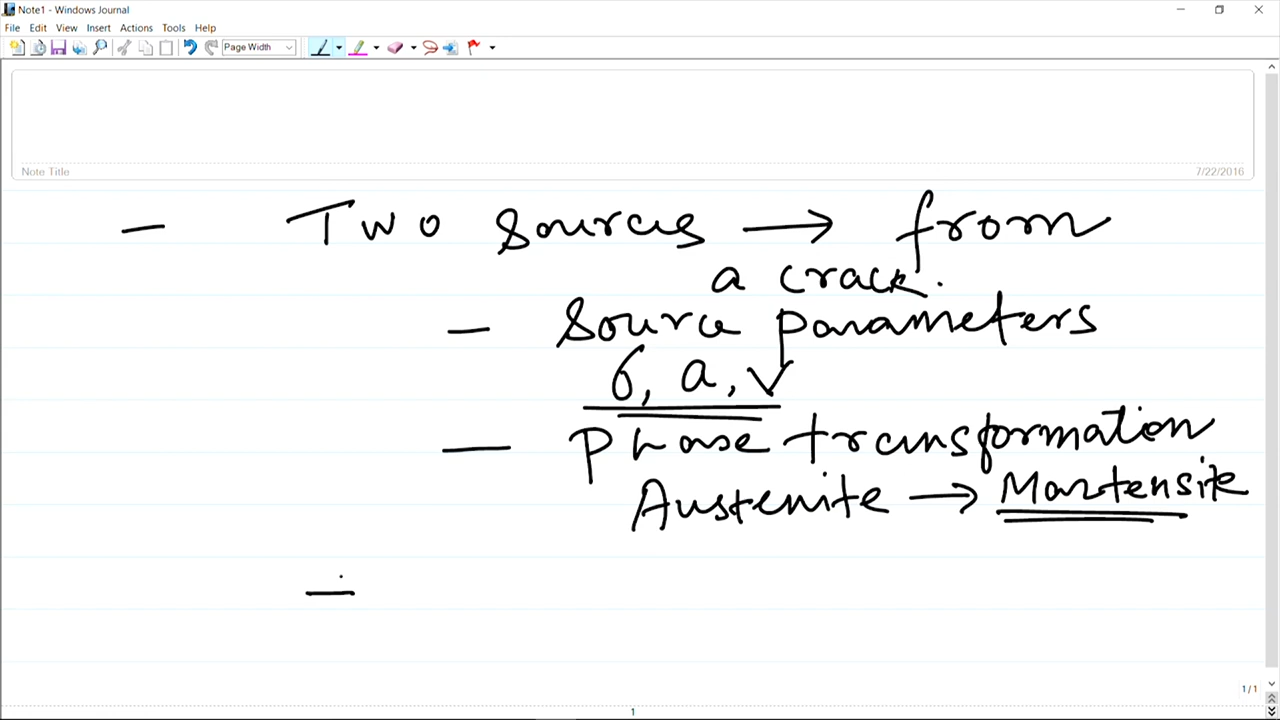 Note1 - Windows Journal
File Edit View Insert Actions Tools Help
Page Width
Note Title 7/22/2016
— Two sources → from
a crack.
— Source parameters
σ, a, V
— Phase transformation
Austenite → Martensite
—
1/1
1